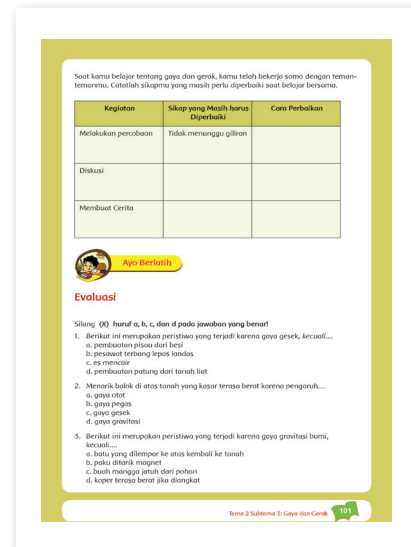 Saat kamu belajar tentang gaya dan gerak, kamu telah bekerja sama dengan teman-
temanmu. Catatlah sikapmu yang masih perlu diperbaiki saat belajar bersama.
Kegiatan Sikap yang Masih harus Diperbaiki Cara Perbaikan
Melakukan percobaan Tidak menunggu giliran
Diskusi
Membuat Cerita
Ayo Berlatih
Evaluasi
Silang (X) huruf a, b, c, dan d pada jawaban yang benar!
1. Berikut ini merupakan peristiwa yang terjadi karena gaya gesek, kecuali....
a. pembuatan pisau dari besi
b. pesawat terbang lepas landas
c. es mencair
d. pembuatan patung dari tanah liat
2. Menarik balok di atas tanah yang kasar terasa berat karena pengaruh....
a. gaya otot
b. gaya pegas
c. gaya gesek
d. gaya gravitasi
3. Berikut ini merupakan peristiwa yang terjadi karena gaya gravitasi bumi,
kecuali....
a. batu yang dilempar ke atas kembali ke tanah
b. paku ditarik magnet
c. buah mangga jatuh dari pohon
d. koper terasa berat jika diangkat
Tema 2 Subtema 3: Gaya dan Gerak 101